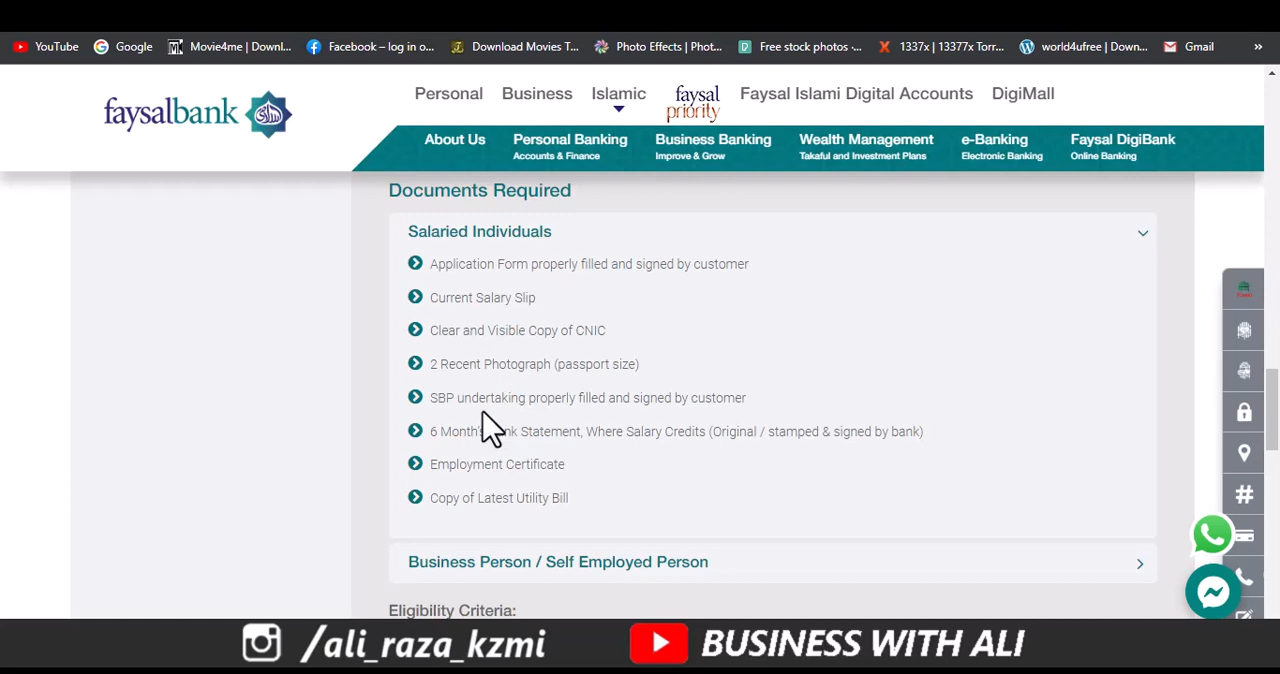 YouTube Google Movie4me | Downl... Facebook – log in o... Download Movies T... Photo Effects | Phot... Free stock photos -... 1337x | 13377x Torr... world4ufree | Down... Gmail »
Personal Business Islamic faysal priority Faysal Islami Digital Accounts DigiMall
faysalbank
About Us Personal Banking Business Banking Wealth Management e-Banking Faysal DigiBank
Accounts & Finance Improve & Grow Takaful and Investment Plans Electronic Banking Online Banking
Documents Required
Salaried Individuals
Application Form properly filled and signed by customer
Current Salary Slip
Clear and Visible Copy of CNIC
2 Recent Photograph (passport size)
SBP undertaking properly filled and signed by customer
6 Month's Statement, Where Salary Credits (Original / stamped & signed by bank)
Employment Certificate
Copy of Latest Utility Bill
Business Person / Self Employed Person
Eligibility Criteria:
/ali_raza_kzmi BUSINESS WITH ALI